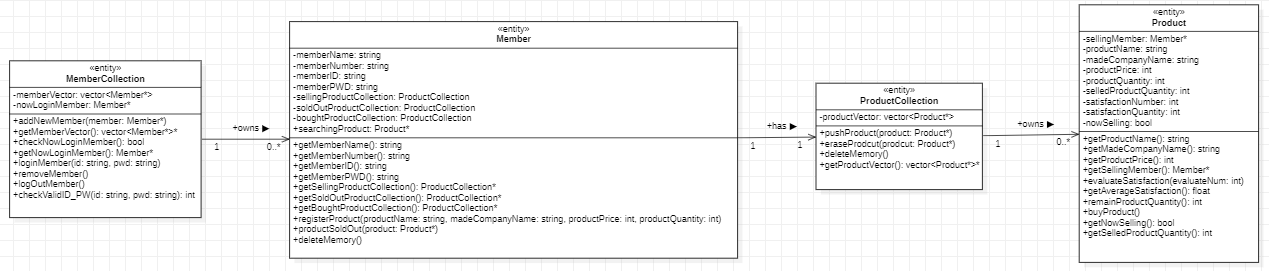 «entity»
MemberCollection
-memberVector: vector<Member*>
-nowLoginMember: Member*
+addNewMember(member: Member*)
+getMemberVector(): vector<Member*>*
+checkNowLoginMember(): bool
+getNowLoginMember(): Member*
+loginMember(id: string, pwd: string)
+removeMember()
+logOutMember()
+checkValidID_PW(id: string, pwd: string): int
+owns ▶
1
0..*
«entity»
Member
-memberName: string
-memberNumber: string
-memberID: string
-memberPWD: string
-sellingProductCollection: ProductCollection
-soldOutProductCollection: ProductCollection
-boughtProductCollection: ProductCollection
+searchingProduct: Product*
+getMemberName(): string
+getMemberNumber(): string
+getMemberID(): string
+getMemberPWD(): string
+getSellingProductCollection(): ProductCollection*
+getSoldOutProductCollection(): ProductCollection*
+getBoughtProductCollection(): ProductCollection*
+registerProduct(productName: string, madeCompanyName: string, productPrice: int, productQuantity: int)
+productSoldOut(product: Product*)
+deleteMemory()
+has ▶
1
1
«entity»
ProductCollection
-productVector: vector<Product*>
+pushProduct(product: Product*)
+eraseProdcut(prodcut: Product*)
+deleteMemory()
+getProductVector(): vector<Product*>*
+owns ▶
1
0..*
«entity»
Product
-sellingMember: Member*
-productName: string
-madeCompanyName: string
-productPrice: int
-productQuantity: int
-selledProductQuantity: int
-satisfactionNumber: int
-satisfactionQuantity: int
-nowSelling: bool
+getProductName(): string
+getMadeCompanyName(): string
+getProductPrice(): int
+getSellingMember(): Member*
+evaluateSatisfaction(evaluateNum: int)
+getAverageSatisfaction(): float
+remainProductQuantity(): int
+buyProduct()
+getNowSelling(): bool
+getSelledProductQuantity(): int